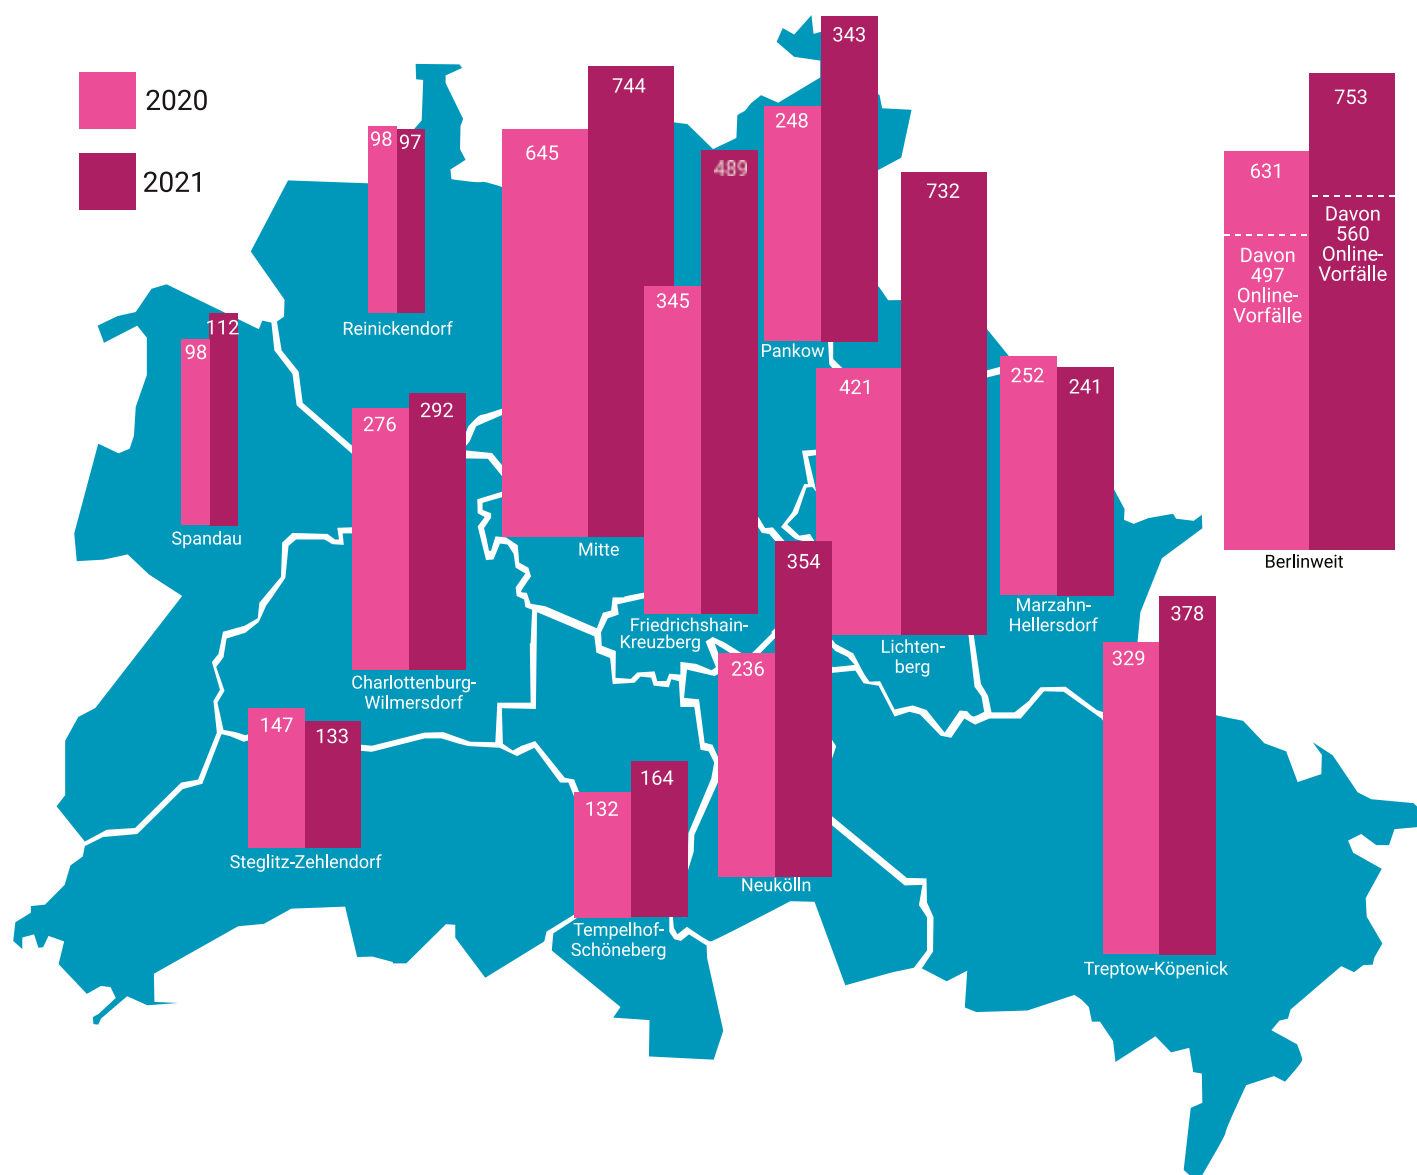 2020
2021
98
97
Reinickendorf
98
112
Spandau
276
292
Charlottenburg-
Wilmersdorf
645
744
Mitte
345
489
Friedrichshain-
Kreuzberg
248
343
Pankow
421
732
Lichten-
berg
252
241
Marzahn-
Hellersdorf
631
Davon
497
Online-
Vorfälle
753
Davon
560
Online-
Vorfälle
Berlinweit
147
133
Steglitz-Zehlendorf
132
164
Tempelhof-
Schöneberg
236
354
Neukölln
329
378
Treptow-Köpenick